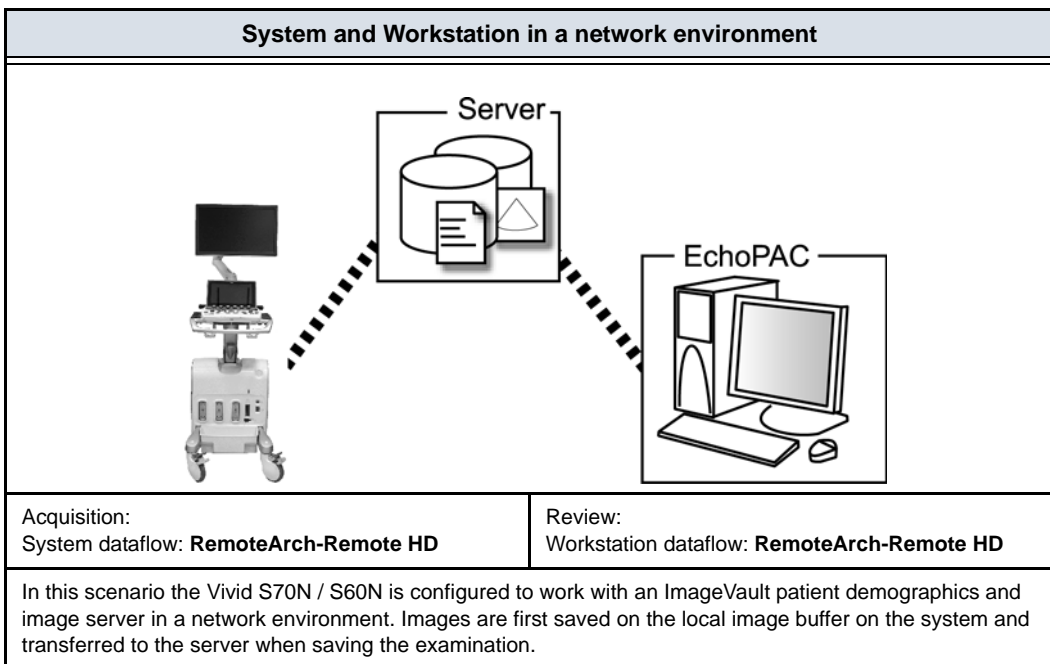 System and Workstation in a network environment
Server
EchoPAC
Acquisition:
System dataflow: RemoteArch-Remote HD
Review:
Workstation dataflow: RemoteArch-Remote HD
In this scenario the Vivid S70N / S60N is configured to work with an ImageVault patient demographics and
image server in a network environment. Images are first saved on the local image buffer on the system and
transferred to the server when saving the examination.